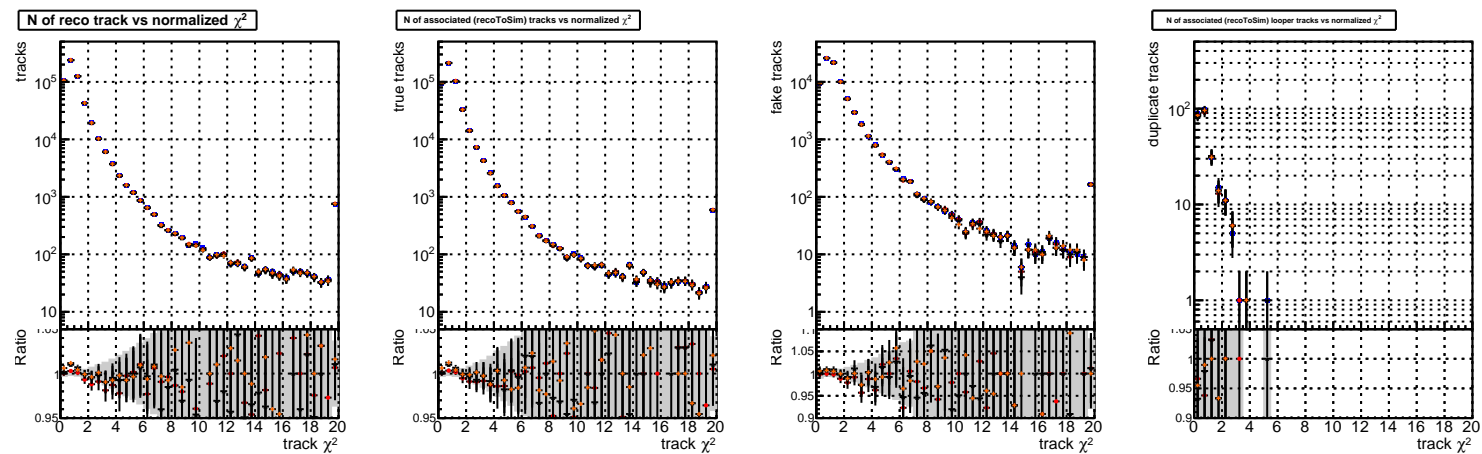 N of reco track vs normalized χ²
tracks
10⁵
10⁴
10³
10²
10
Ratio
0.95
0 2 4 6 8 10 12 14 16 18 20
track χ²
N of associated (recoToSim) tracks vs normalized χ²
true tracks
10⁵
10⁴
10³
10²
10
Ratio
0.95
0 2 4 6 8 10 12 14 16 18 20
track χ²
fake tracks
10⁴
10³
10²
10
1
Ratio
1.05
1
0.95
0.9
0 2 4 6 8 10 12 14 16 18 20
track χ²
N of associated (recoToSim) looper tracks vs normalized χ²
duplicate tracks
10²
10
1
Ratio
1
0.95
0.9
0 2 4 6 8 10 12 14 16 18 20
track χ²